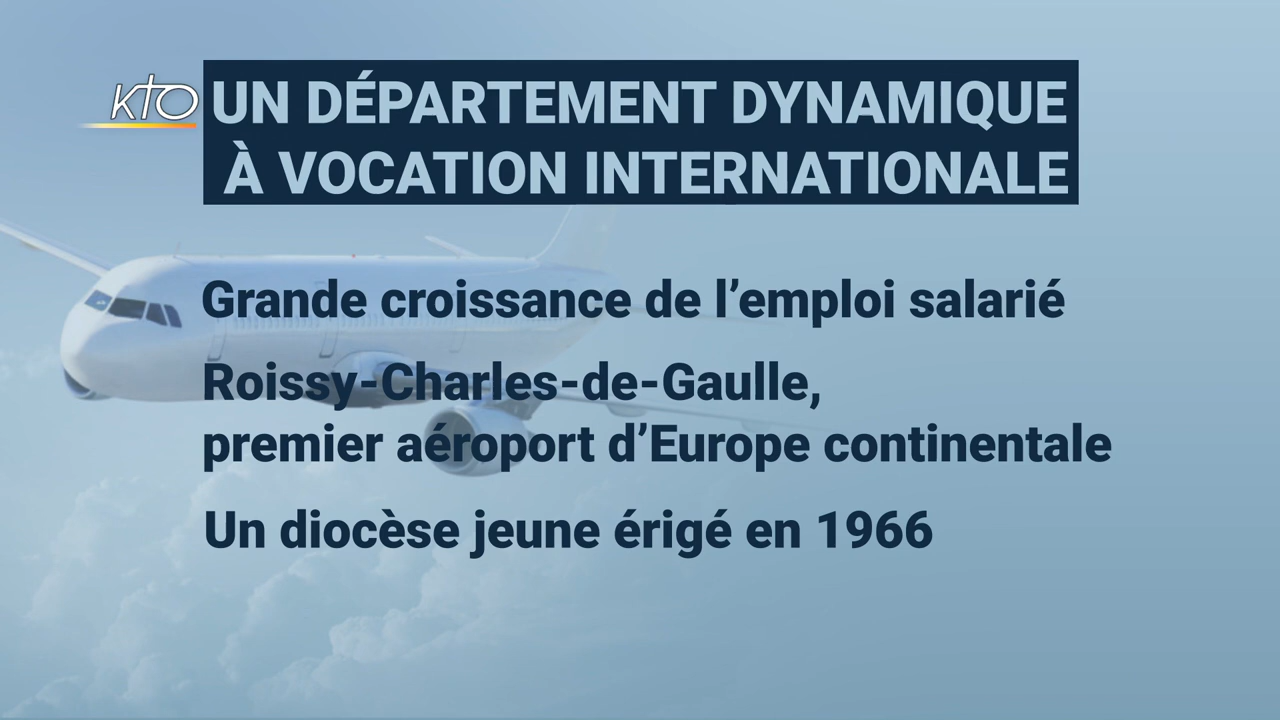 KTO
UN DÉPARTEMENT DYNAMIQUE
À VOCATION INTERNATIONALE
Grande croissance de l’emploi salarié
Roissy-Charles-de-Gaulle,
premier aéroport d’Europe continentale
Un diocèse jeune érigé en 1966